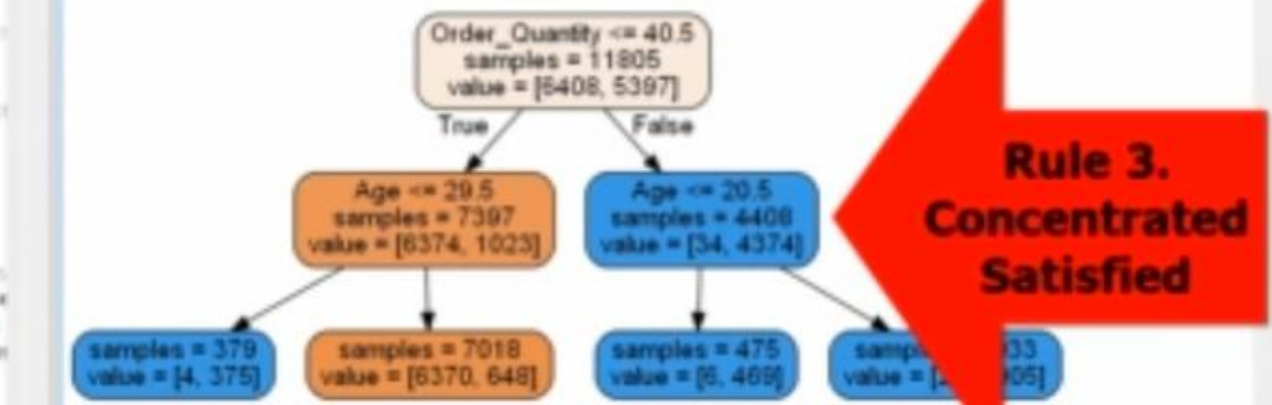 Order_Quantity <= 40.5
samples = 11805
value = [6408, 5397]
True
False
Age <= 29.5
samples = 7397
value = [6374, 1023]
Age <= 20.5
samples = 4408
value = [34, 4374]
Rule 3.
Concentrated
Satisfied
samples = 379
value = [4, 375]
samples = 7018
value = [6370, 648]
samples = 475
value = [6, 469]